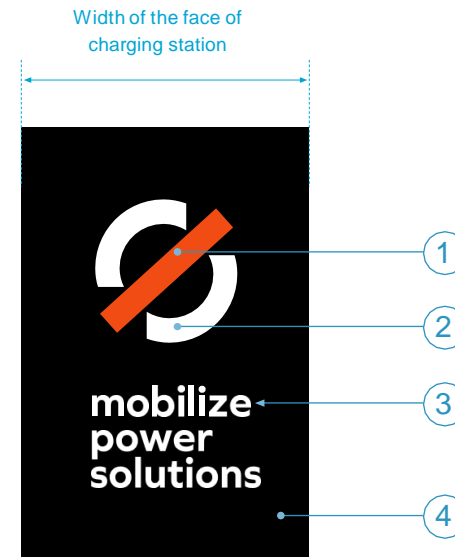 Width of the face of
charging station
1
2
mobilize
3
power
solutions
4